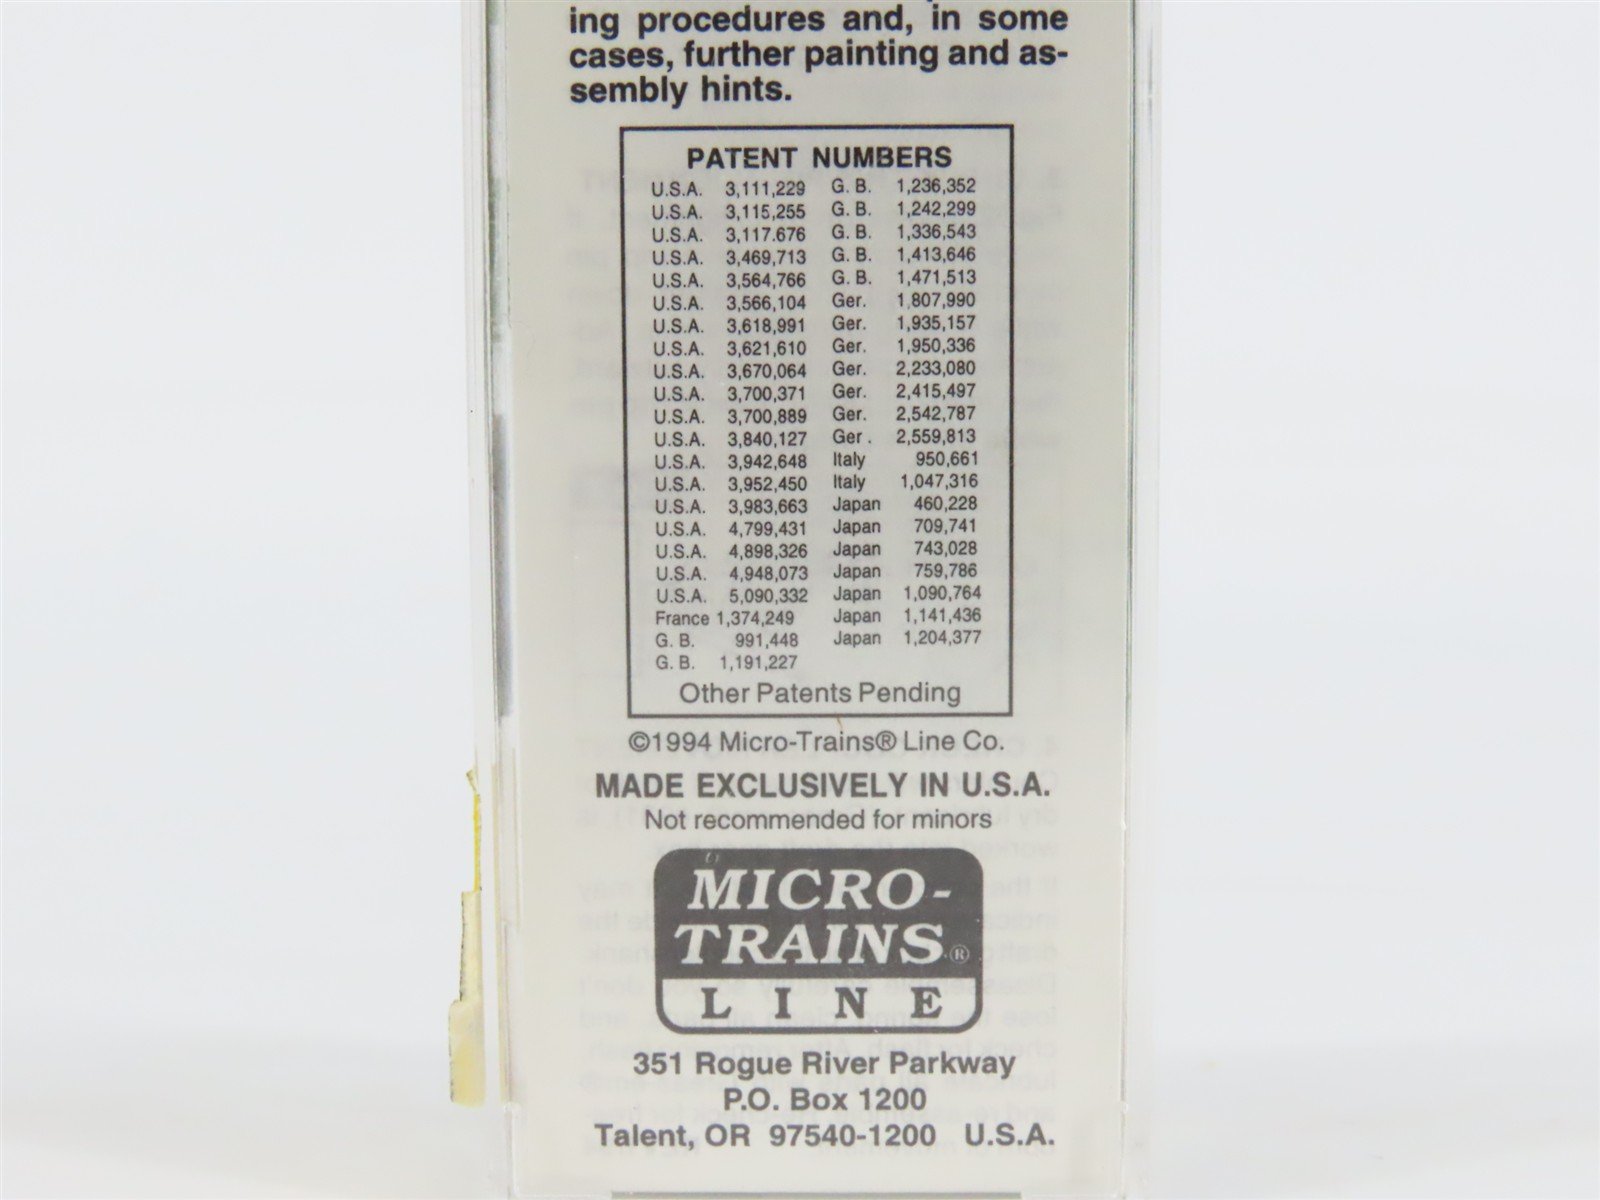 ing procedures and, in some
cases, further painting and as-
sembly hints.
PATENT NUMBERS
U.S.A. 3,111,229 G. B. 1,236,352
U.S.A. 3,115,255 G. B. 1,242,299
U.S.A. 3,117.676 G. B. 1,336,543
U.S.A. 3,469,713 G. B. 1,413,646
U.S.A. 3,564,766 G. B. 1,471,513
U.S.A. 3,566,104 Ger. 1,807,990
U.S.A. 3,618,991 Ger. 1,935,157
U.S.A. 3,621,610 Ger. 1,950,336
U.S.A. 3,670,064 Ger. 2,233,080
U.S.A. 3,700,371 Ger. 2,415,497
U.S.A. 3,700,889 Ger. 2,542,787
U.S.A. 3,840,127 Ger . 2,559,813
U.S.A. 3,942,648 Italy 950,661
U.S.A. 3,952,450 Italy 1,047,316
U.S.A. 3,983,663 Japan 460,228
U.S.A. 4,799,431 Japan 709,741
U.S.A. 4,898,326 Japan 743,028
U.S.A. 4,948,073 Japan 759,786
U.S.A. 5,090,332 Japan 1,090,764
France 1,374,249 Japan 1,141,436
G. B. 991,448 Japan 1,204,377
G. B. 1,191,227
Other Patents Pending
©1994 Micro-Trains® Line Co.
MADE EXCLUSIVELY IN U.S.A.
Not recommended for minors
MICRO-
TRAINS®
LINE
351 Rogue River Parkway
P.O. Box 1200
Talent, OR 97540-1200 U.S.A.